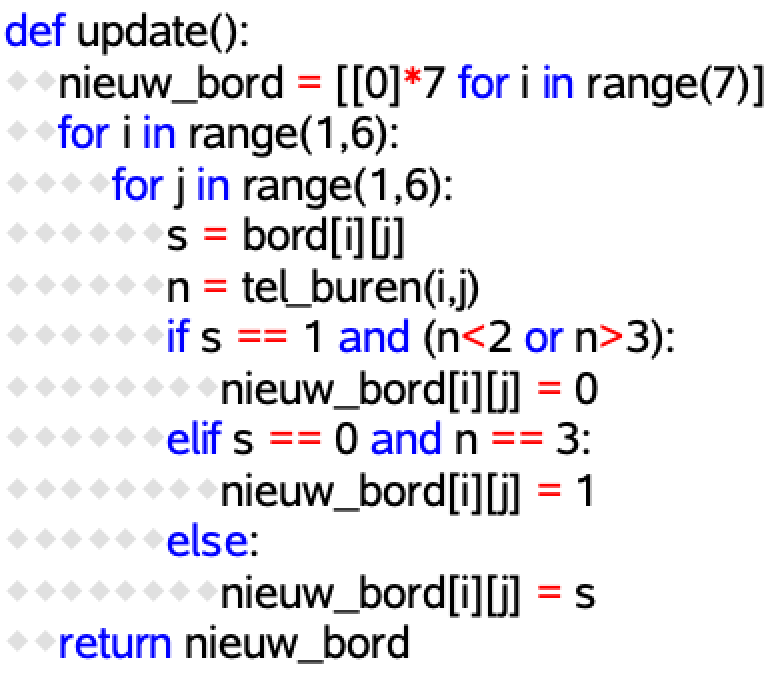 def update():
  nieuw_bord = [[0]*7 for i in range(7)]
  for i in range(1,6):
    for j in range(1,6):
      s = bord[i][j]
      n = tel_buren(i,j)
      if s == 1 and (n<2 or n>3):
        nieuw_bord[i][j] = 0
      elif s == 0 and n == 3:
        nieuw_bord[i][j] = 1
      else:
        nieuw_bord[i][j] = s
  return nieuw_bord